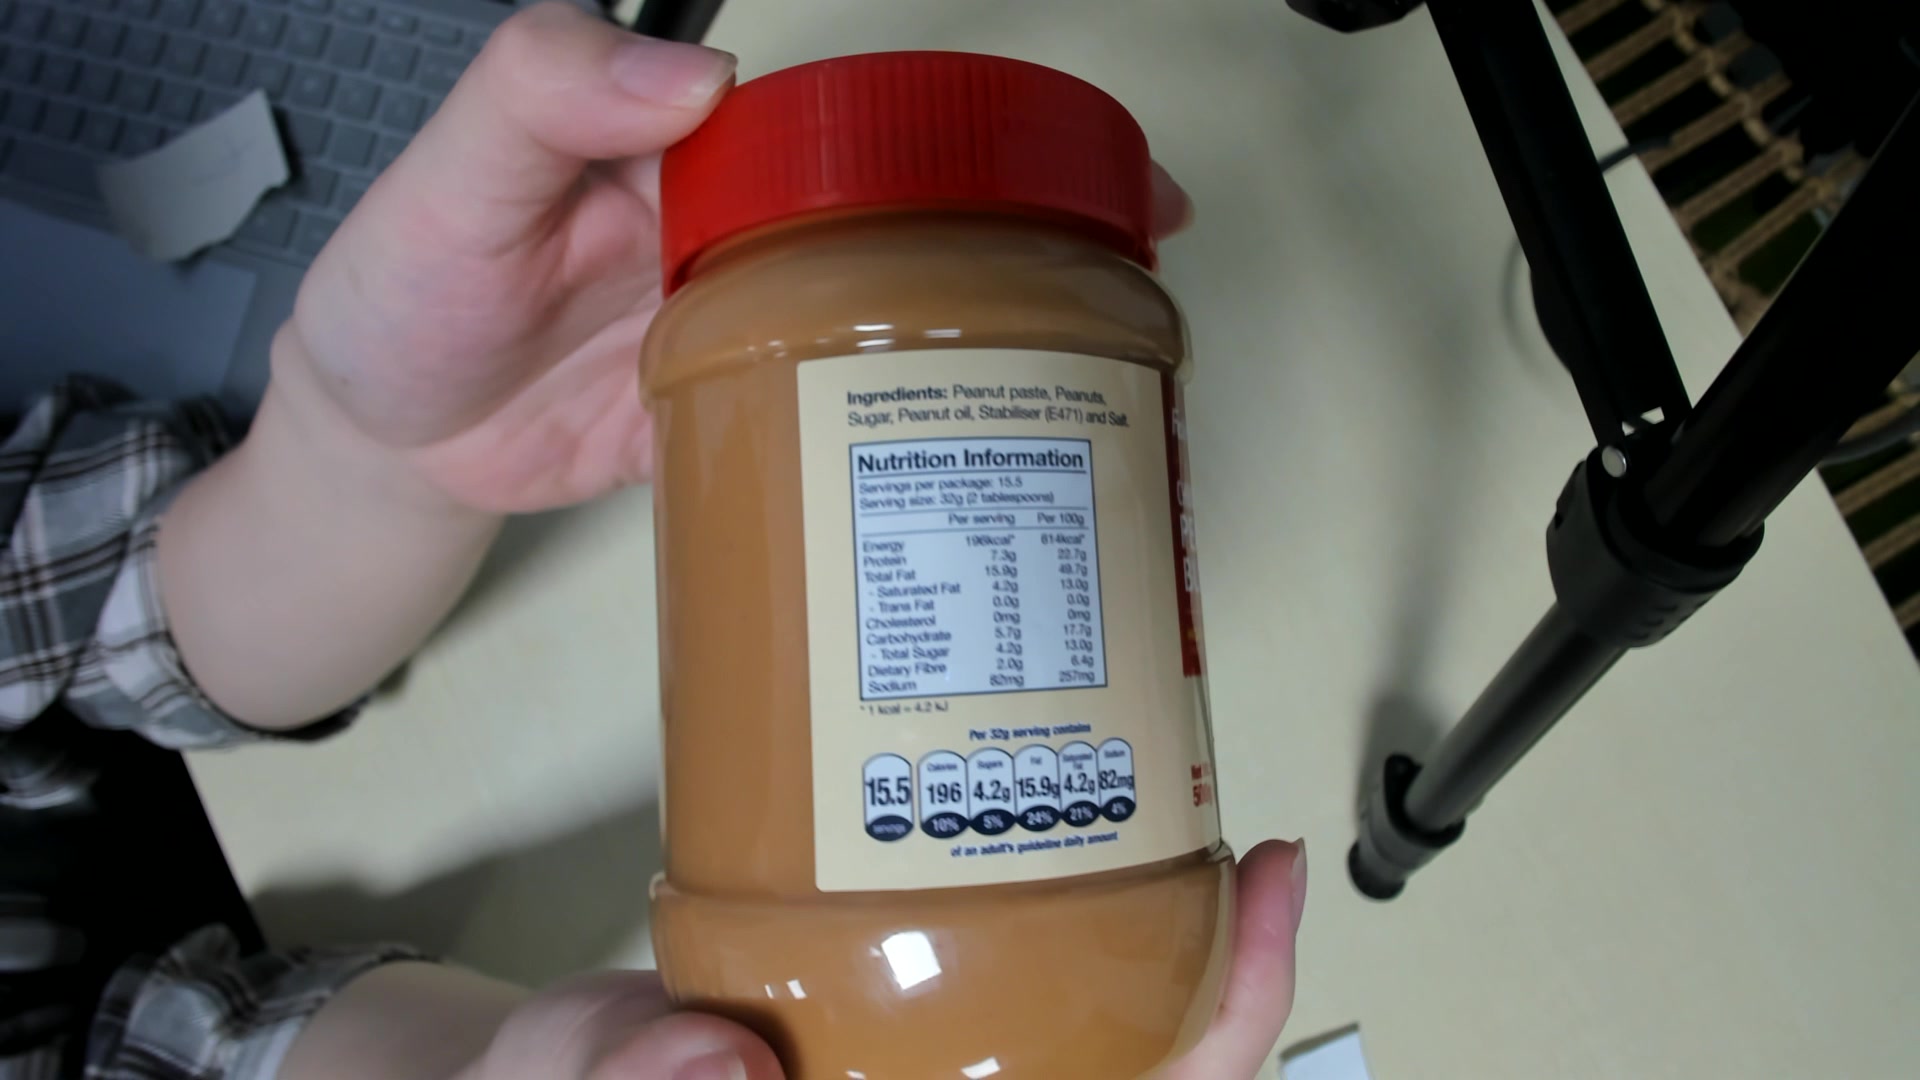 Ingredients: Peanut paste, Peanuts,
Sugar, Peanut oil, Stabiliser (E471) and Salt.
Nutrition Information
Servings per package: 15.5
Serving size: 32g (2 tablespoons)
Per serving Per 100g
Energy 196kcal* 614kcal*
Protein 7.3g 22.7g
Total Fat 15.9g 49.7g
- Saturated Fat 4.2g 13.0g
- Trans Fat 0.0g 0.0g
Cholesterol 0mg 0mg
Carbohydrate 5.7g 17.7g
- Total Sugar 4.2g 13.0g
Dietary Fibre 2.0g 6.4g
Sodium 82mg 257mg
* 1 kcal = 4.2 kJ
Per 32g serving contains
Calories Sugars Fat Saturated Fat Sodium
15.5 196 4.2g 15.9g 4.2g 82mg
servings 10% 5% 24% 21% 4%
of an adult's guideline daily amount